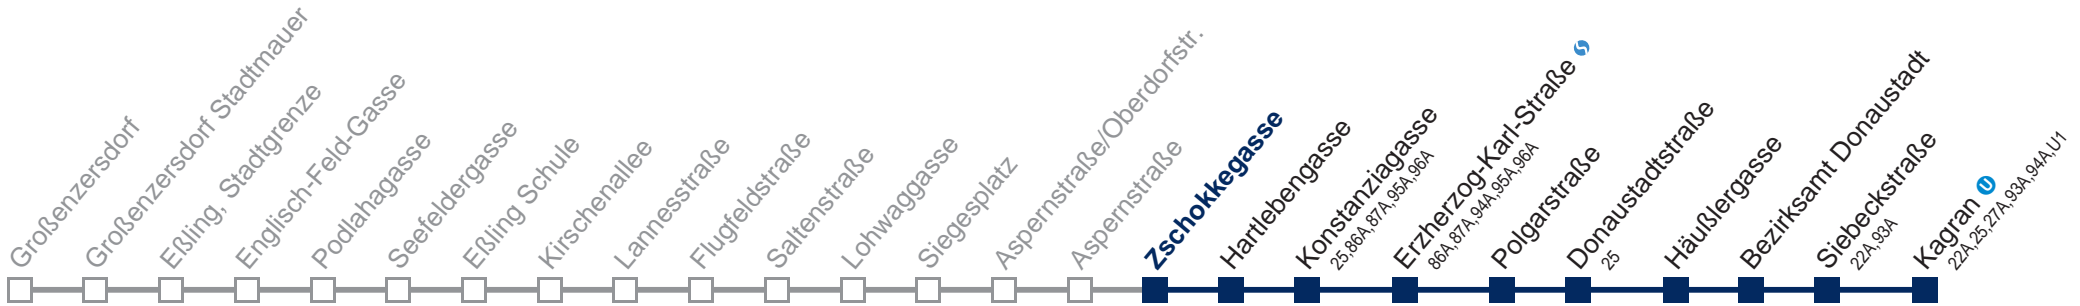 Großenzersdorf
Großenzersdorf Stadtmauer
Eßling, Stadtgrenze
Englisch-Feld-Gasse
Podlahagasse
Seefeldergasse
Eßling Schule
Kirschenallee
Lannesstraße
Flugfeldstraße
Saltenstraße
Lohwaggasse
Siegesplatz
Aspernstraße/Oberdorfstr.
Aspernstraße
Zschokkegasse
Hartlebengasse
Konstanziagasse
25,86A,87A,95A,96A
Erzherzog-Karl-Straße S
86A,87A,94A,95A,96A
Polgarstraße
Donaustadtstraße
25
Häußlergasse
Bezirksamt Donaustadt
Siebeckstraße
22A,93A
Kagran U
22A,25,27A,93A,94A,U1